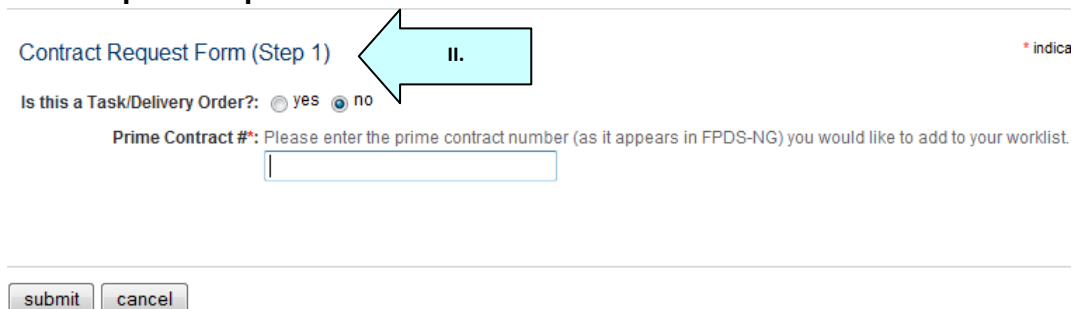 Contract Request Form (Step 1)
II.
* indica
Is this a Task/Delivery Order?: yes no
Prime Contract #*: Please enter the prime contract number (as it appears in FPDS-NG) you would like to add to your worklist.
submit cancel